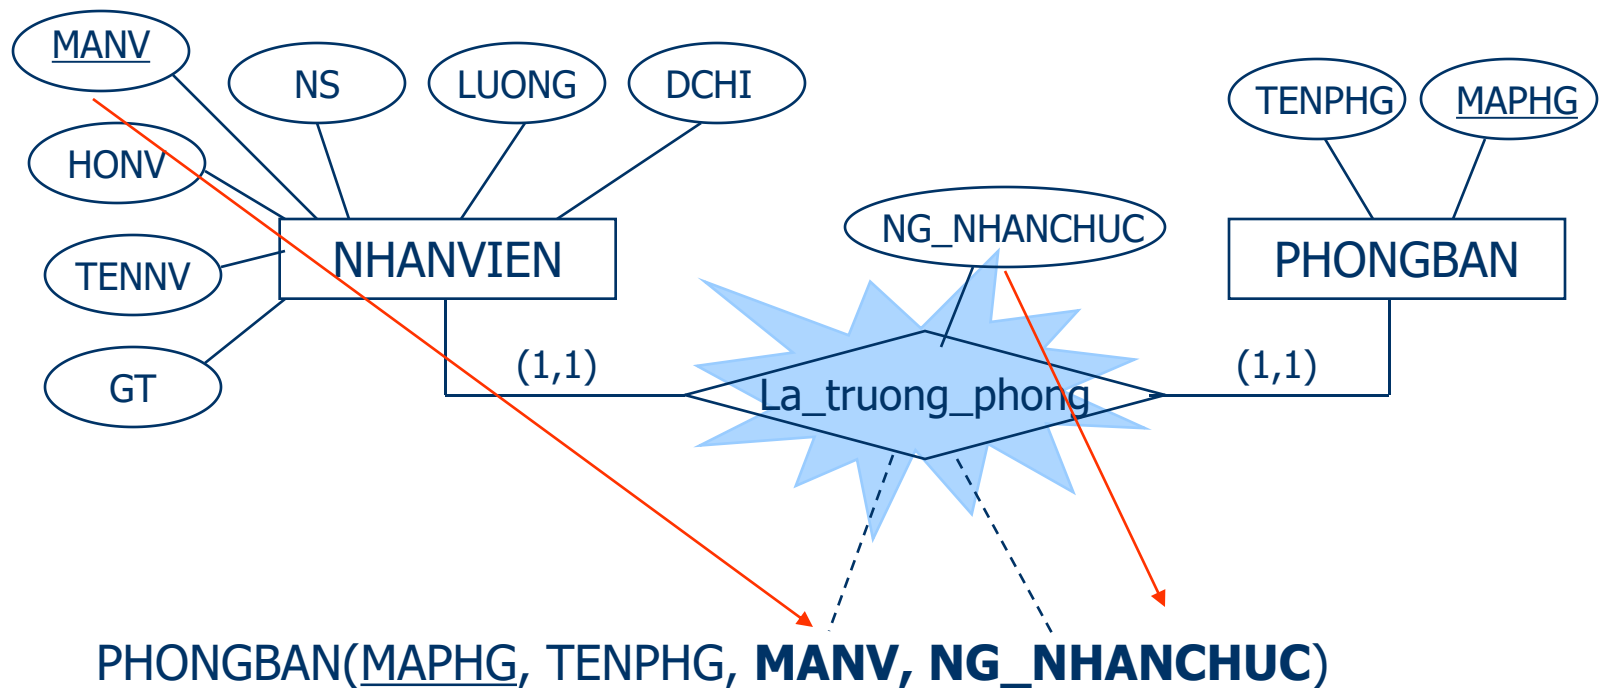 MANV
NS
LUONG
DCHI
TENPHG
MAPHG
HONV
NG_NHANCHUC
TENNV
NHANVIEN
PHONGBAN
GT
(1,1)
(1,1)
La_truong_phong
PHONGBAN(MAPHG, TENPHG, MANV, NG_NHANCHUC)